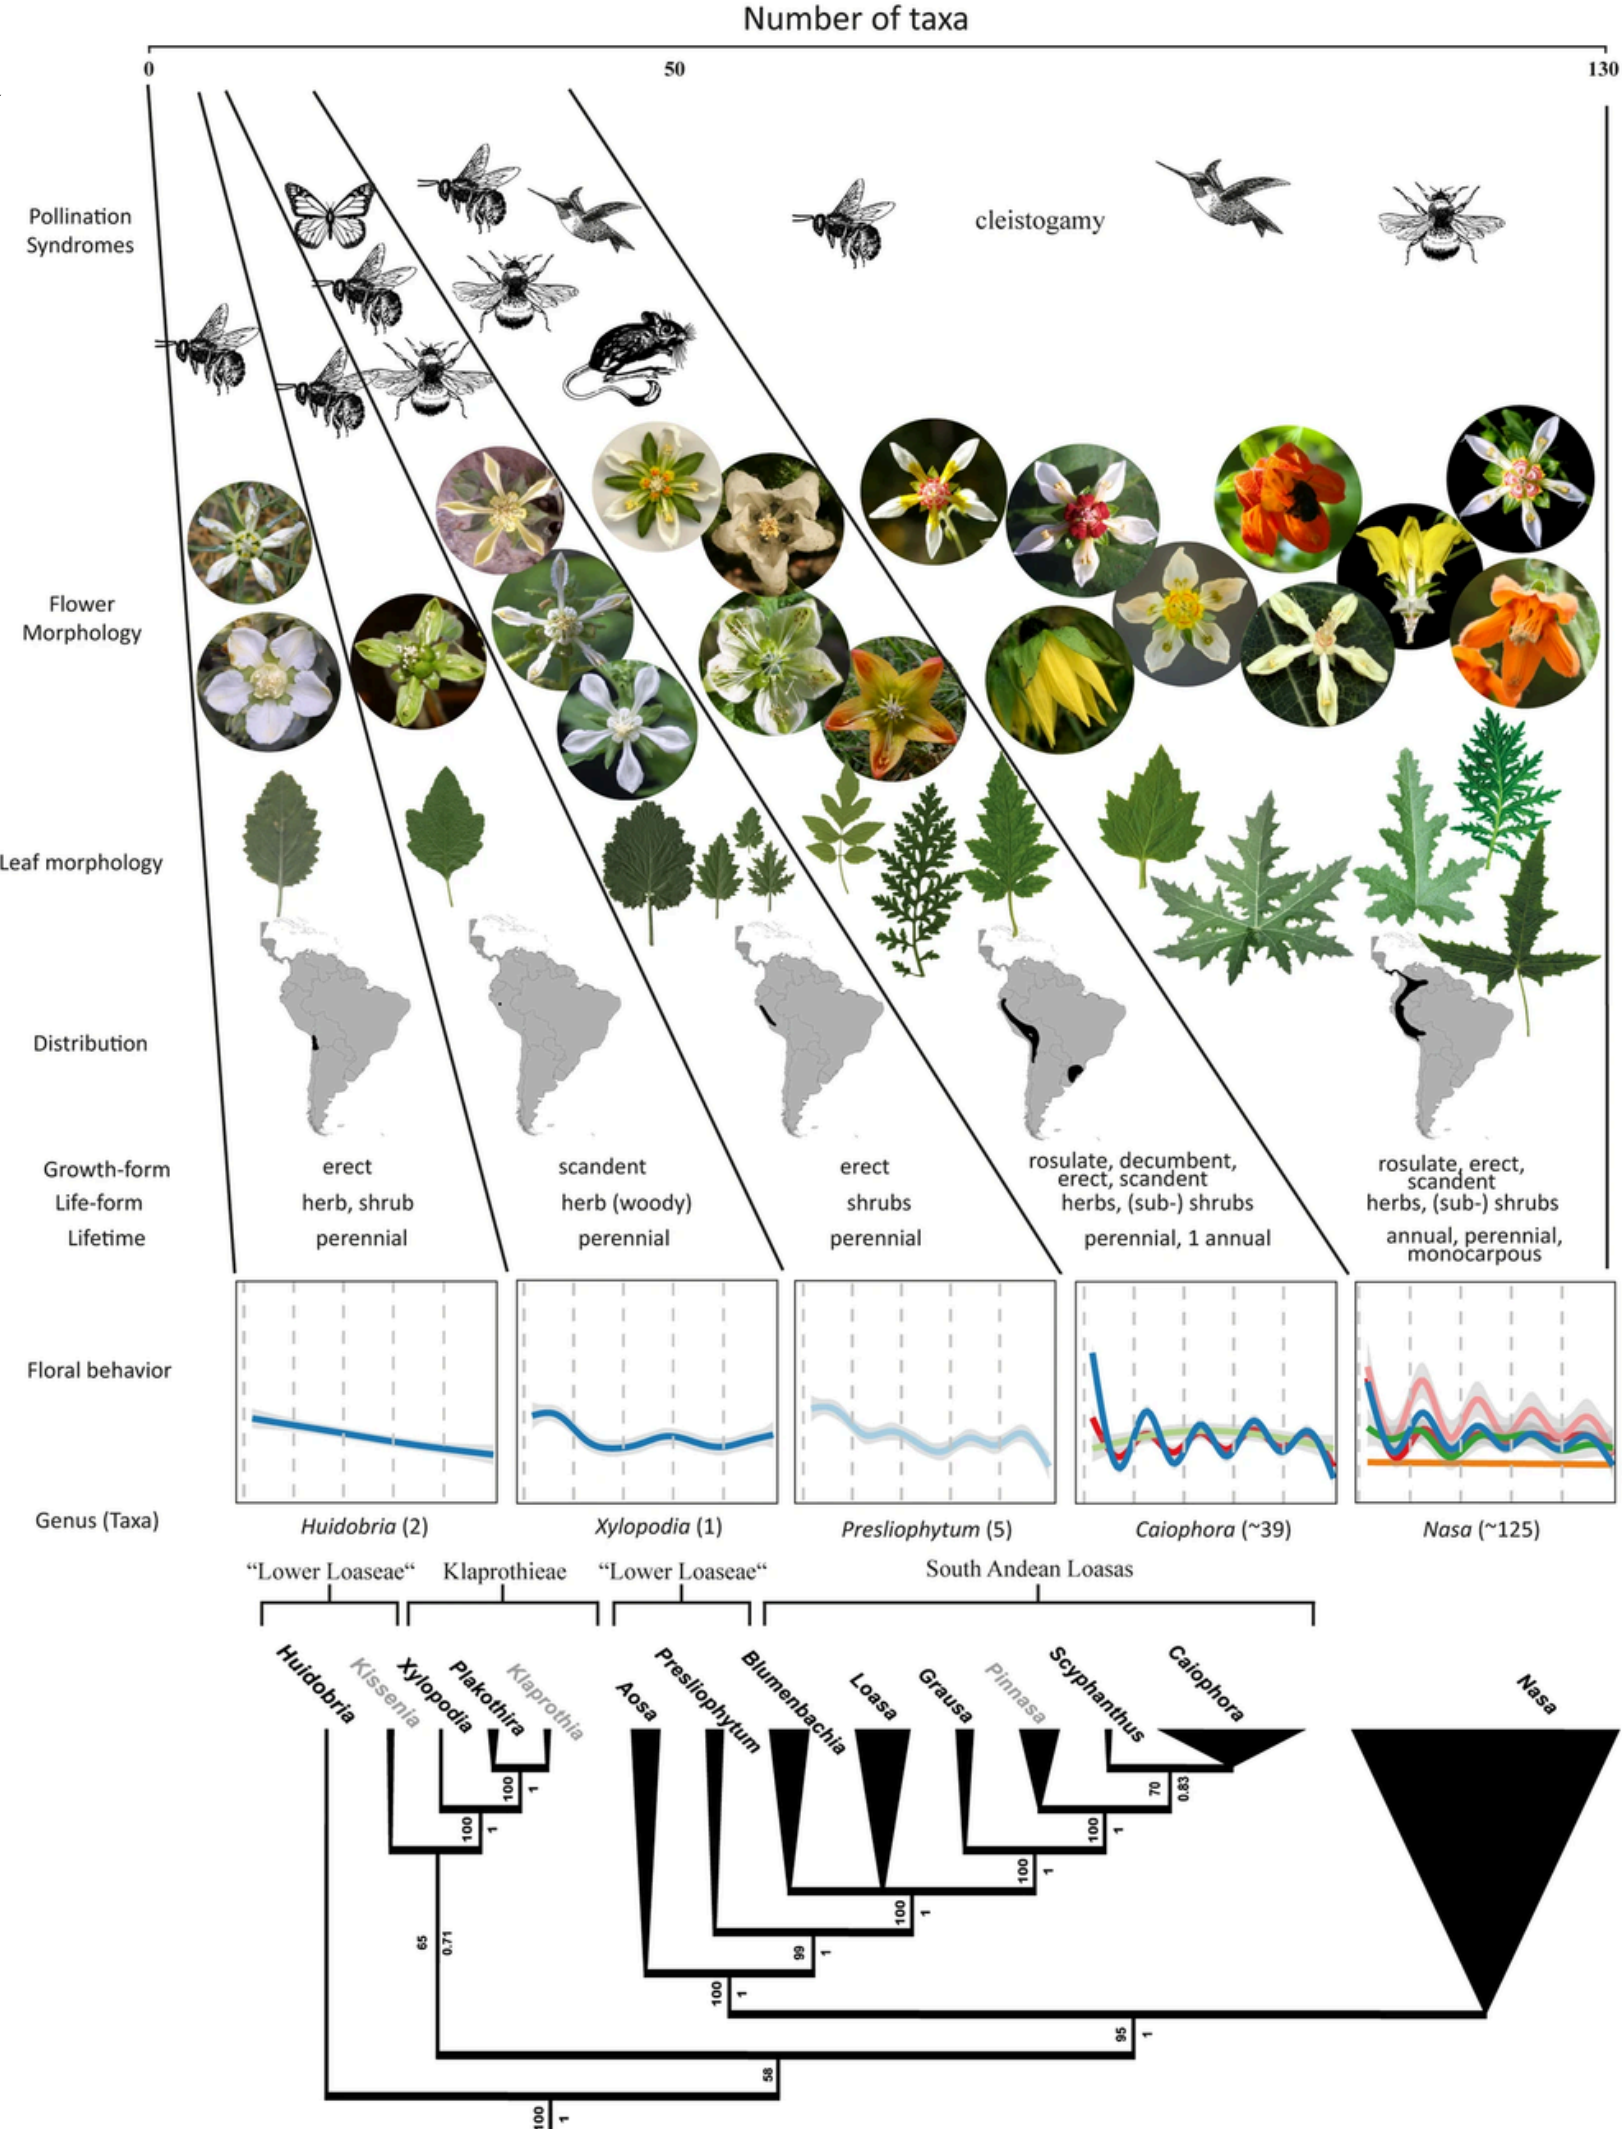 Number of taxa
0 50 130
Pollination
Syndromes
cleistogamy
Flower
Morphology
Leaf morphology
Distribution
Growth-form
Life-form
Lifetime
erect
herb, shrub
perennial
scandent
herb (woody)
perennial
erect
shrubs
perennial
rosulate, decumbent,
erect, scandent
herbs, (sub-) shrubs
perennial, 1 annual
rosulate, erect,
scandent
herbs, (sub-) shrubs
annual, perennial,
monocarpous
Floral behavior
Genus (Taxa)
Huidobria (2)
Xylopodia (1)
Presliophytum (5)
Caiophora (~39)
Nasa (~125)
“Lower Loaseae“
Klaprothieae
“Lower Loaseae“
South Andean Loasas
Huidobria
Kissenia
Xylopodia
Plakothira
Klaprothia
Aosa
Presliophytum
Blumenbachia
Loasa
Grausa
Pinnasa
Scyphanthus
Caiophora
Nasa
100 1
70 0.83
100 1
100 1
100 1
100 1
65 0.71
99 1
100 1
95 1
58
100 1